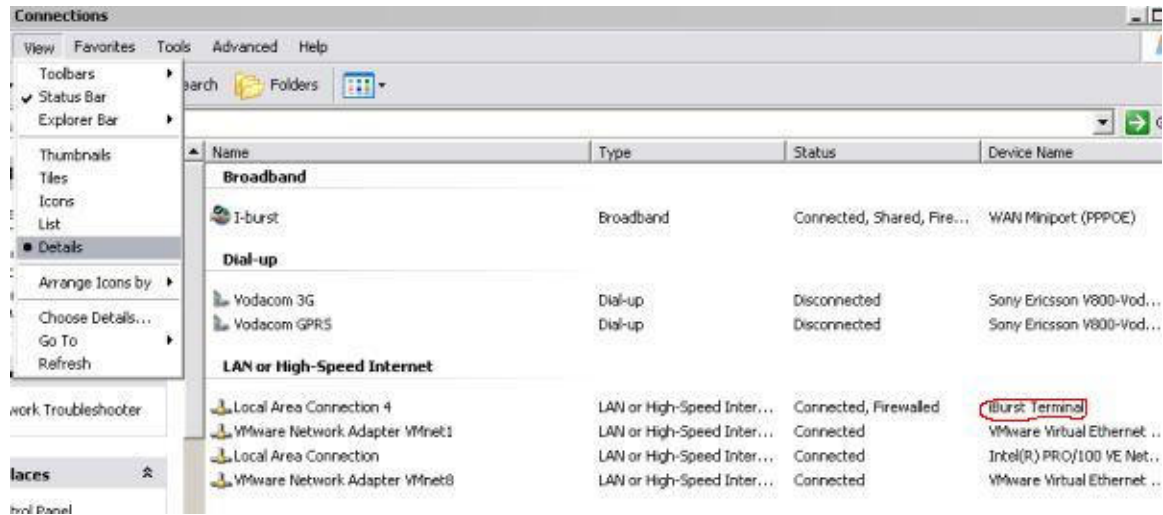 Connections
View Favorites Tools Advanced Help
Toolbars
Status Bar
Explorer Bar
Thumbnails
Tiles
Icons
List
Details
Arrange Icons by
Choose Details...
Go To
Refresh
earch Folders
Name Type Status Device Name
Broadband
I-burst Broadband Connected, Shared, Fire... WAN Miniport (PPPOE)
Dial-up
Vodacom 3G Dial-up Disconnected Sony Ericsson V800-Vod...
Vodacom GPRS Dial-up Disconnected Sony Ericsson V800-Vod...
LAN or High-Speed Internet
Local Area Connection 4 LAN or High-Speed Inter... Connected, Firewalled iBurst Terminal
VMware Network Adapter VMnet1 LAN or High-Speed Inter... Connected VMware Virtual Ethernet ...
Local Area Connection LAN or High-Speed Inter... Connected Intel(R) PRO/100 VE Net...
VMware Network Adapter VMnet8 LAN or High-Speed Inter... Connected VMware Virtual Ethernet ...
work Troubleshooter
laces
trol Panel